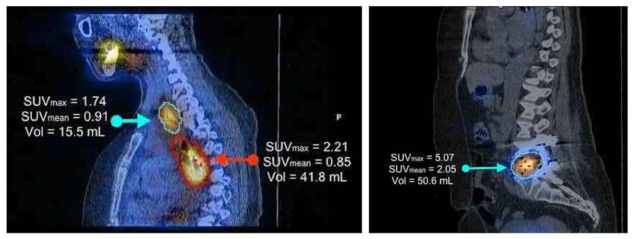 SUVmax = 1.74
SUVmean = 0.91
Vol = 15.5 mL
P
SUVmax = 2.21
SUVmean = 0.85
Vol = 41.8 mL
SUVmax = 5.07
SUVmean = 2.05
Vol = 50.6 mL